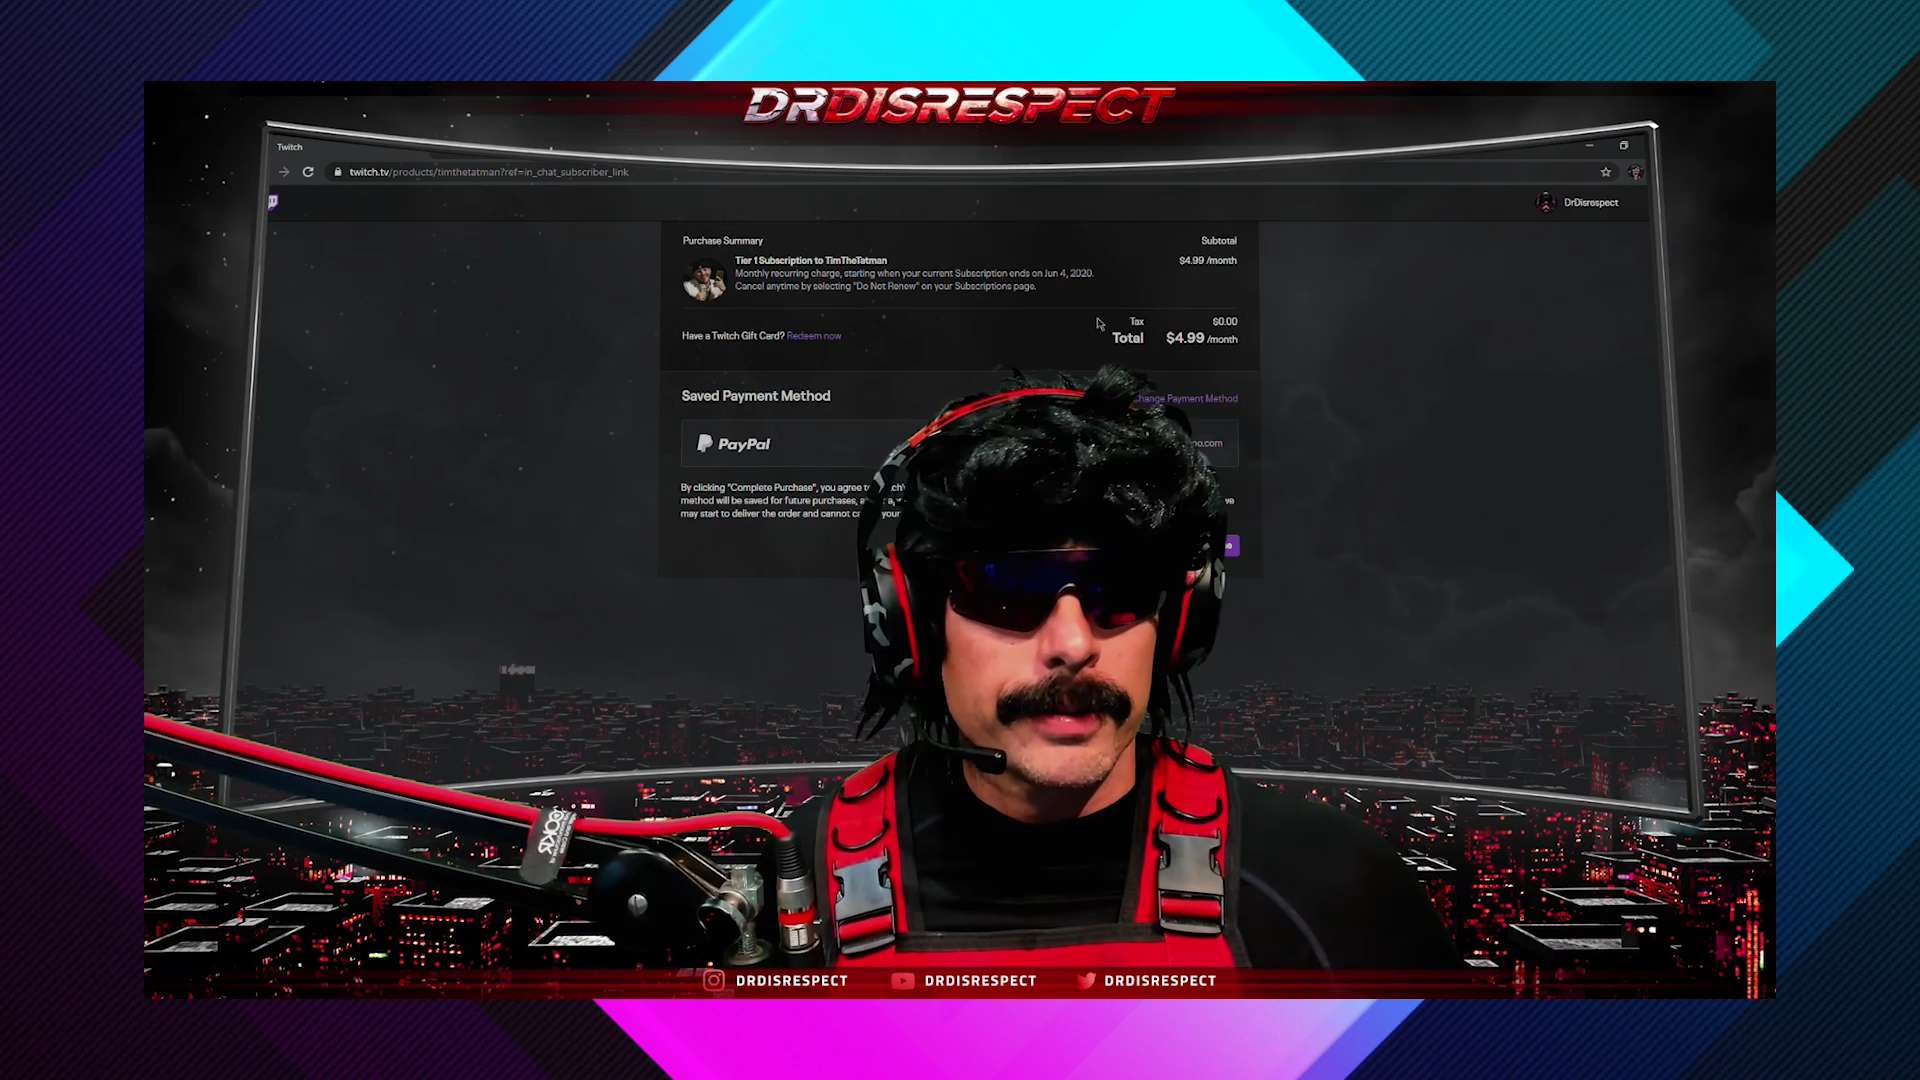 DRDISRESPECT
Twitch
twitch.tv/products/timthetatman?ref=in_chat_subscriber_link
DrDisrespect
Purchase Summary
Subtotal
Tier 1 Subscription to TimTheTatman
$4.99 /month
Monthly recurring charge, starting when your current Subscription ends on Jun 4, 2020.
Cancel anytime by selecting "Do Not Renew" on your Subscriptions page.
Tax
$0.00
Have a Twitch Gift Card? Redeem now
Total
$4.99 /month
Saved Payment Method
hange Payment Method
PayPal
oo.com
By clicking "Complete Purchase", you agree
method will be saved for future purchases,
may start to deliver the order and cannot
your
DRDISRESPECT
DRDISRESPECT
DRDISRESPECT